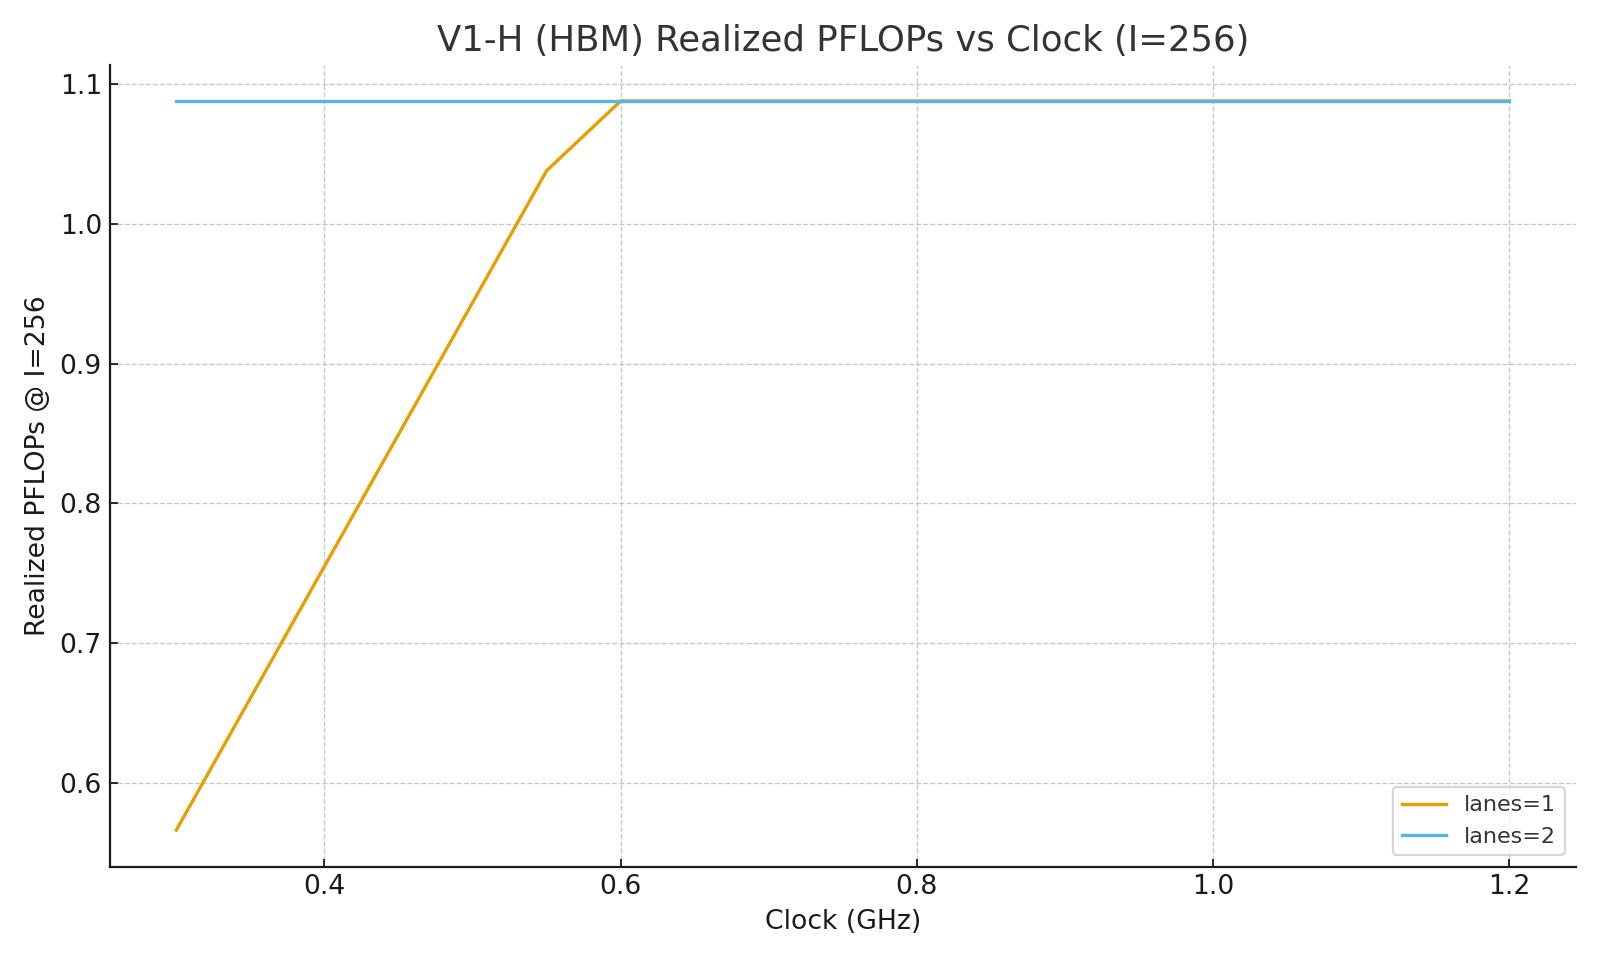 V1-H (HBM) Realized PFLOPs vs Clock (I=256)
Realized PFLOPs @ I=256
1.1
1.0
0.9
0.8
0.7
0.6
lanes=1
lanes=2
0.4 0.6 0.8 1.0 1.2
Clock (GHz)